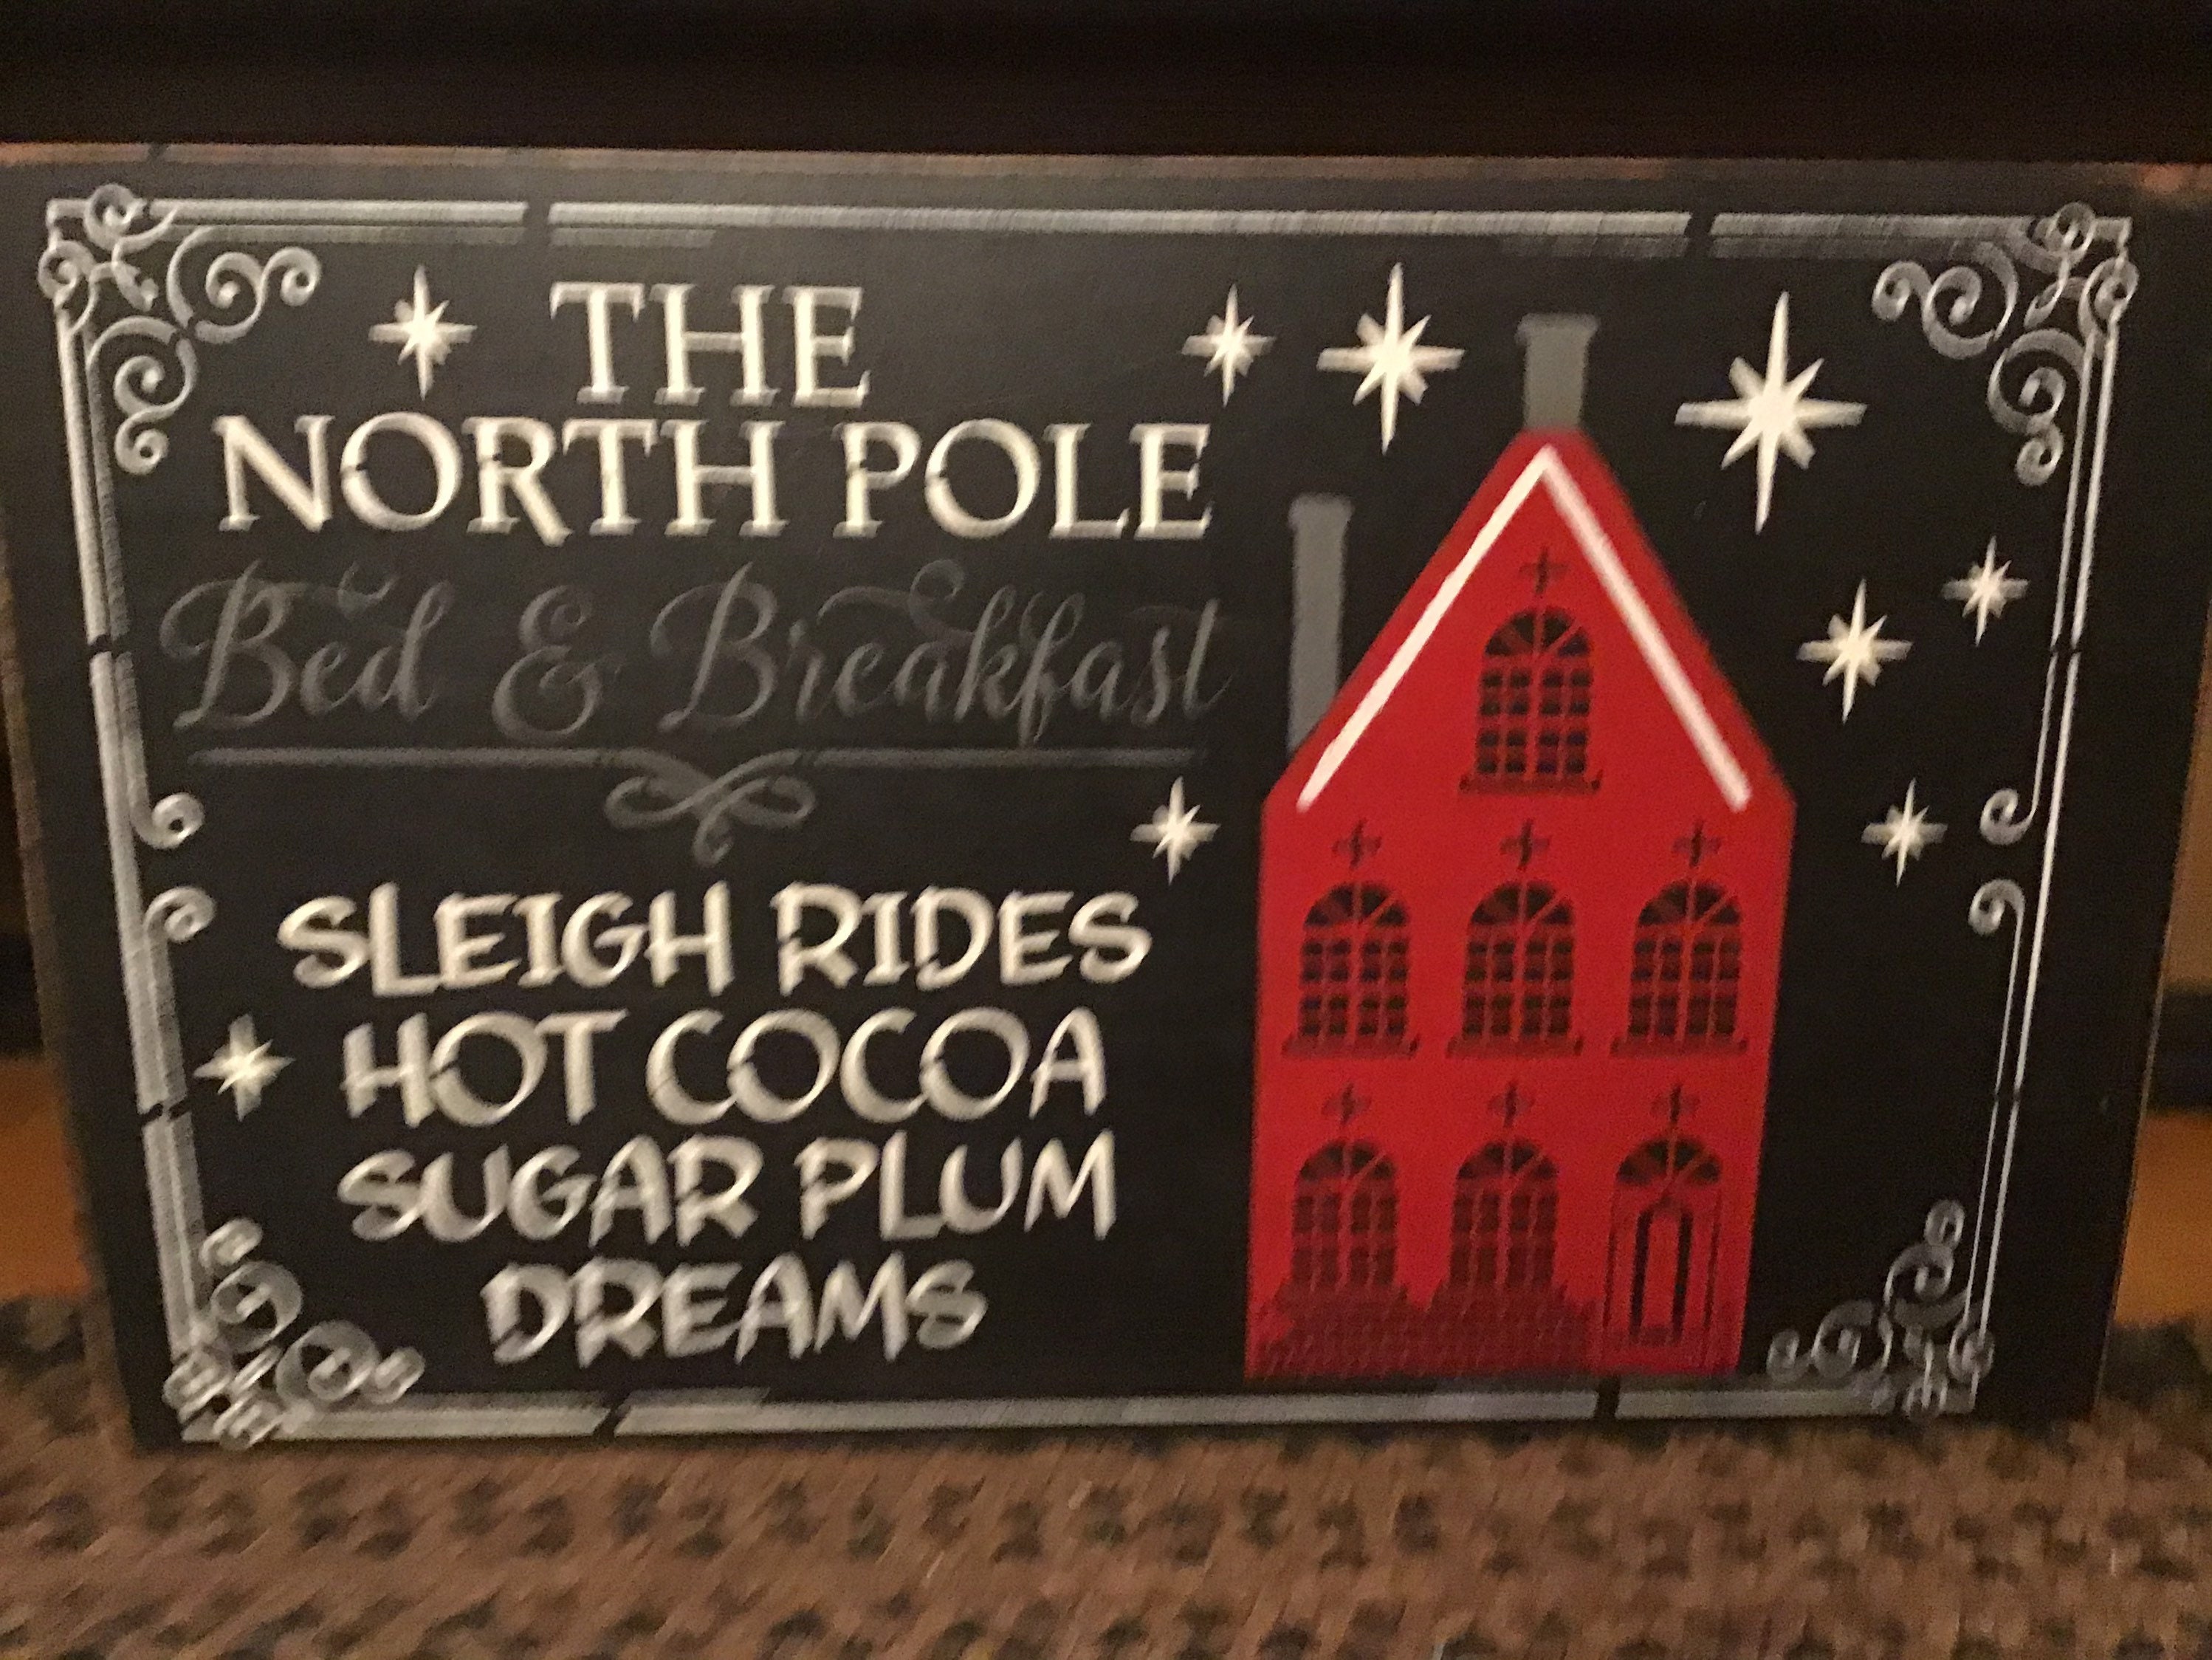 THE
NORTH POLE
Bed & Breakfast
SLEIGH RIDES
HOT COCOA
SUGAR PLUM
DREAMS